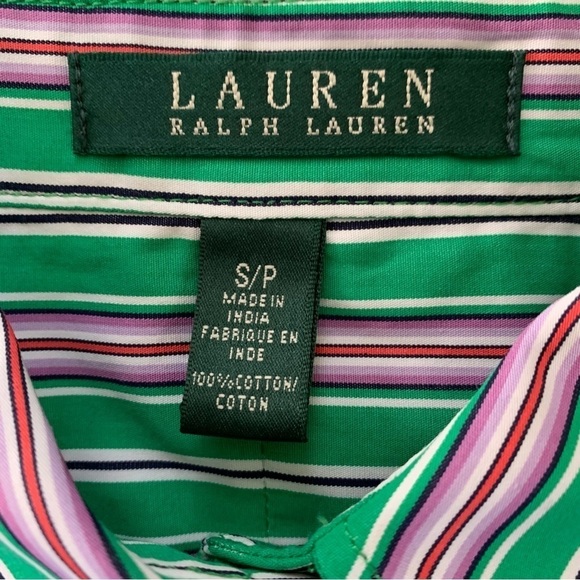 LAUREN
RALPH LAUREN
S/P
MADE IN
INDIA
FABRIQUE EN
INDE
100% COTTON/
COTON